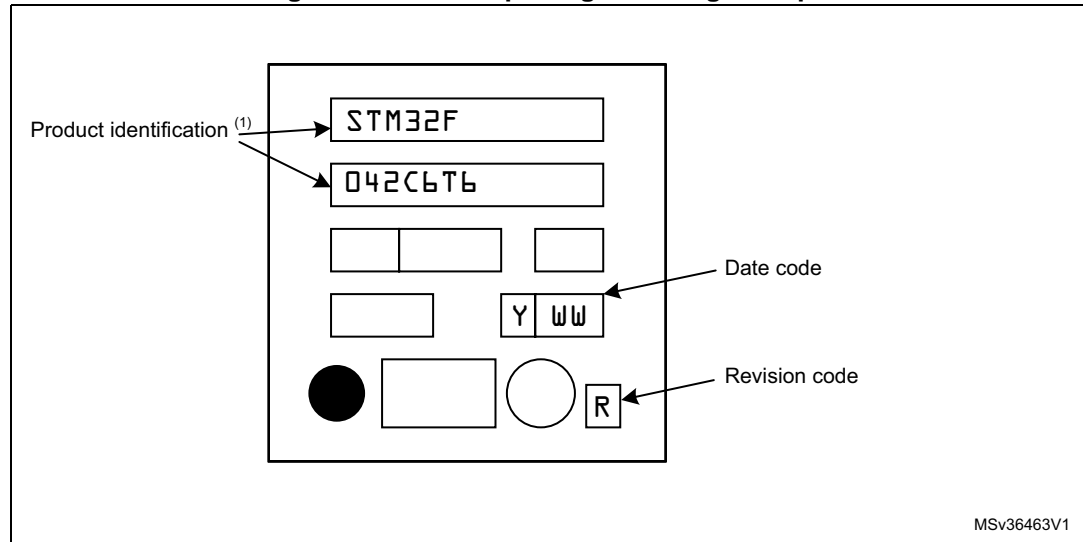 STM32F
Product identification (1)
042C6T6
Date code
Y WW
Revision code
R
MSv36463V1